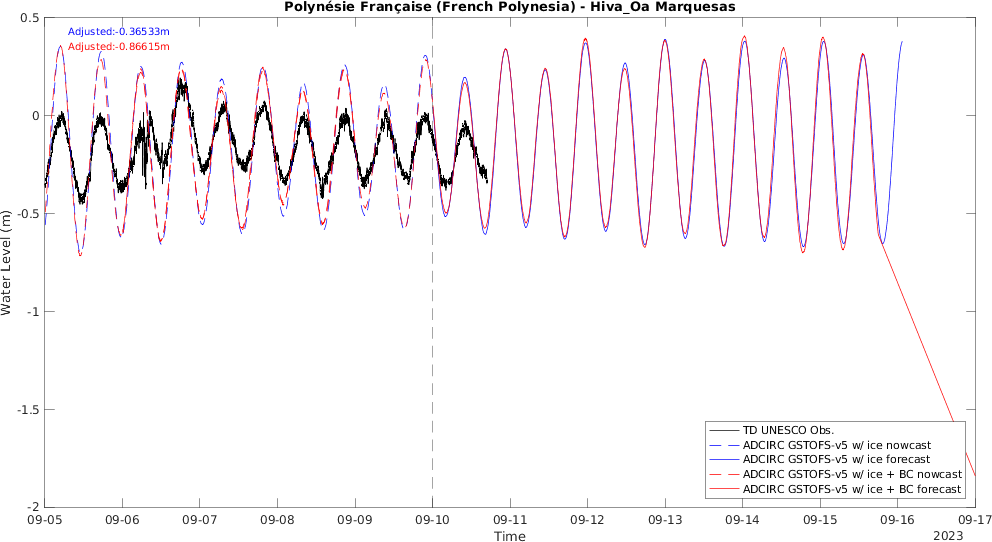 Polynésie Française (French Polynesia) - Hiva_Oa Marquesas
Adjusted:-0.36533m
Adjusted:-0.86615m
0.5
0
-0.5
-1
-1.5
-2
Water Level (m)
TD UNESCO Obs.
ADCIRC GSTOFS-v5 w/ ice nowcast
ADCIRC GSTOFS-v5 w/ ice forecast
ADCIRC GSTOFS-v5 w/ ice + BC nowcast
ADCIRC GSTOFS-v5 w/ ice + BC forecast
09-05 09-06 09-07 09-08 09-09 09-10 09-11 09-12 09-13 09-14 09-15 09-16 09-17
Time
2023